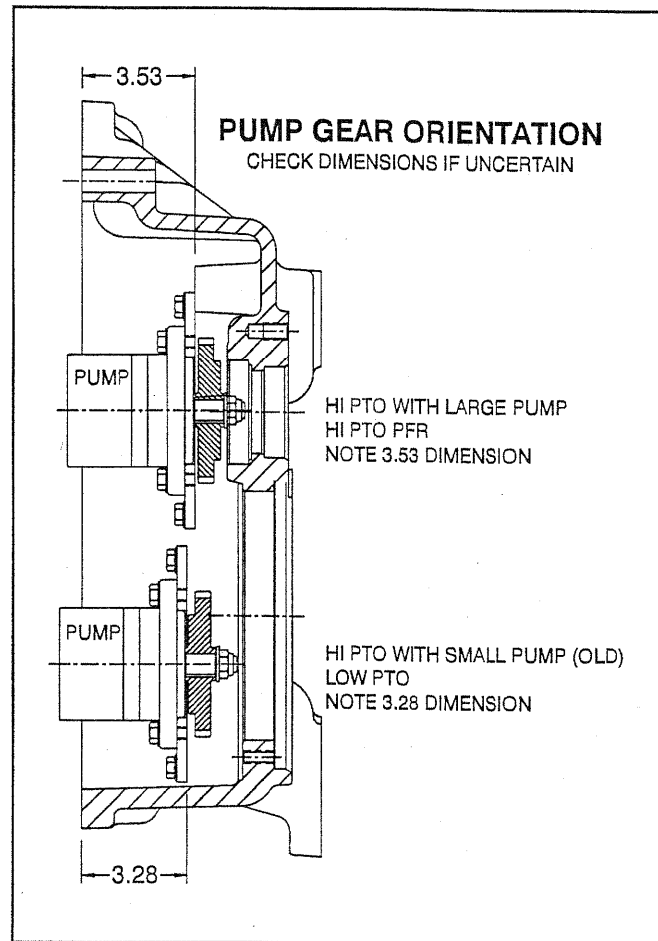 3.53
PUMP GEAR ORIENTATION
CHECK DIMENSIONS IF UNCERTAIN
PUMP
HI PTO WITH LARGE PUMP
HI PTO PFR
NOTE 3.53 DIMENSION
PUMP
HI PTO WITH SMALL PUMP (OLD)
LOW PTO
NOTE 3.28 DIMENSION
3.28